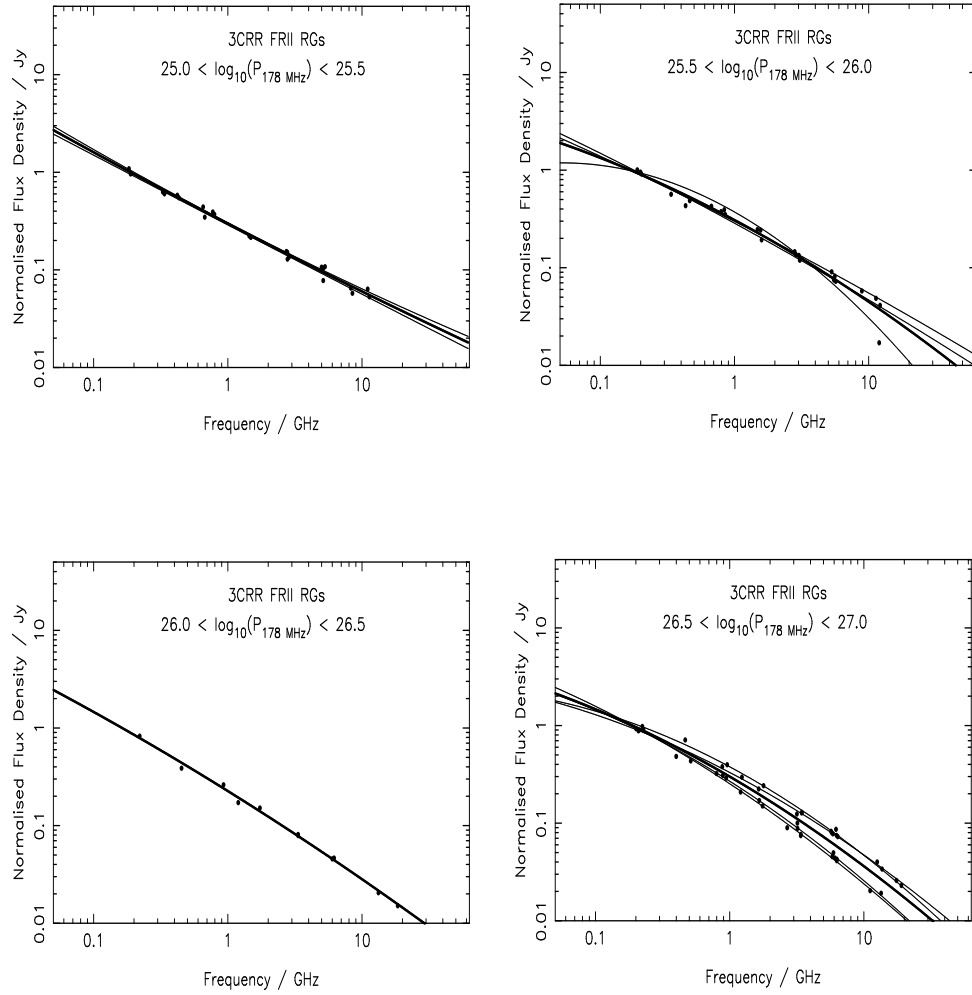 3CRR FRII RGs
25.0 < log10(P178 MHz) < 25.5
Normalised Flux Density / Jy
10
1
0.1
0.01
0.1
1
10
Frequency / GHz
3CRR FRII RGs
25.5 < log10(P178 MHz) < 26.0
Normalised Flux Density / Jy
10
1
0.1
0.01
0.1
1
10
Frequency / GHz
3CRR FRII RGs
26.0 < log10(P178 MHz) < 26.5
Normalised Flux Density / Jy
10
1
0.1
0.01
0.1
1
10
Frequency / GHz
3CRR FRII RGs
26.5 < log10(P178 MHz) < 27.0
Normalised Flux Density / Jy
10
1
0.1
0.01
0.1
1
10
Frequency / GHz